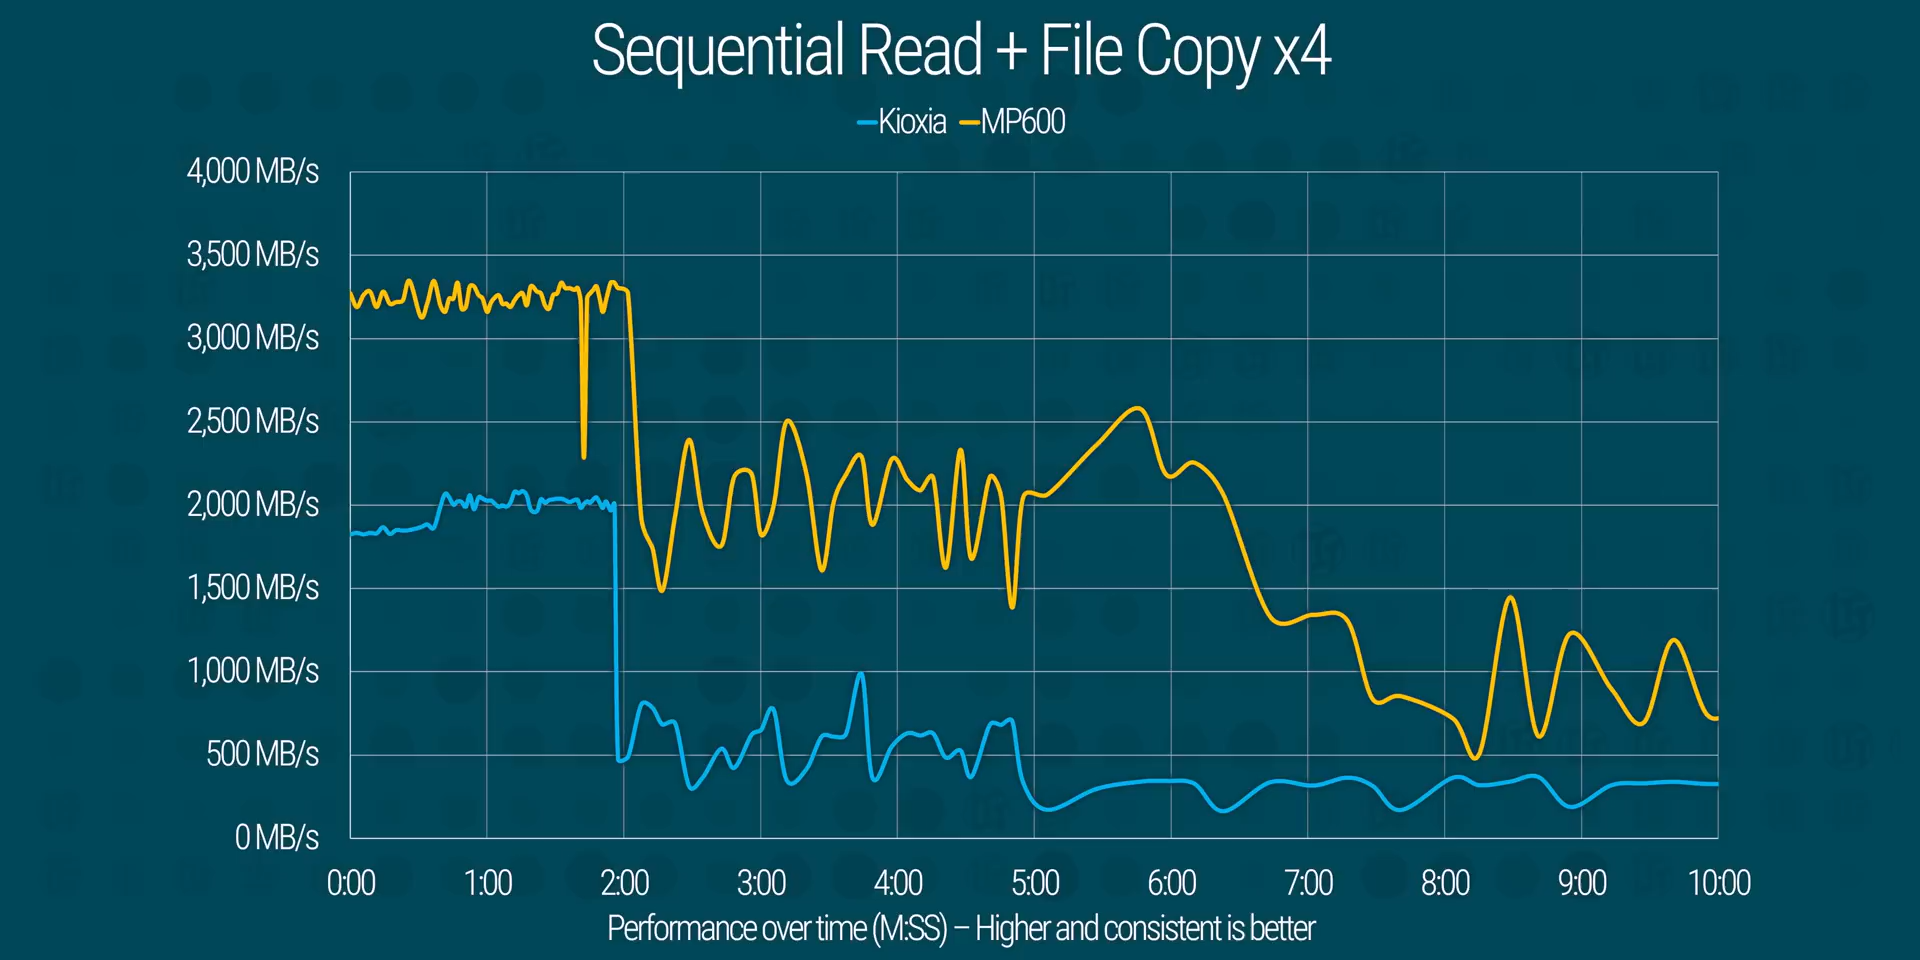 Sequential Read + File Copy x4
Kioxia MP600
4,000 MB/s
3,500 MB/s
3,000 MB/s
2,500 MB/s
2,000 MB/s
1,500 MB/s
1,000 MB/s
500 MB/s
0 MB/s
0:00 1:00 2:00 3:00 4:00 5:00 6:00 7:00 8:00 9:00 10:00
Performance over time (M:SS) – Higher and consistent is better